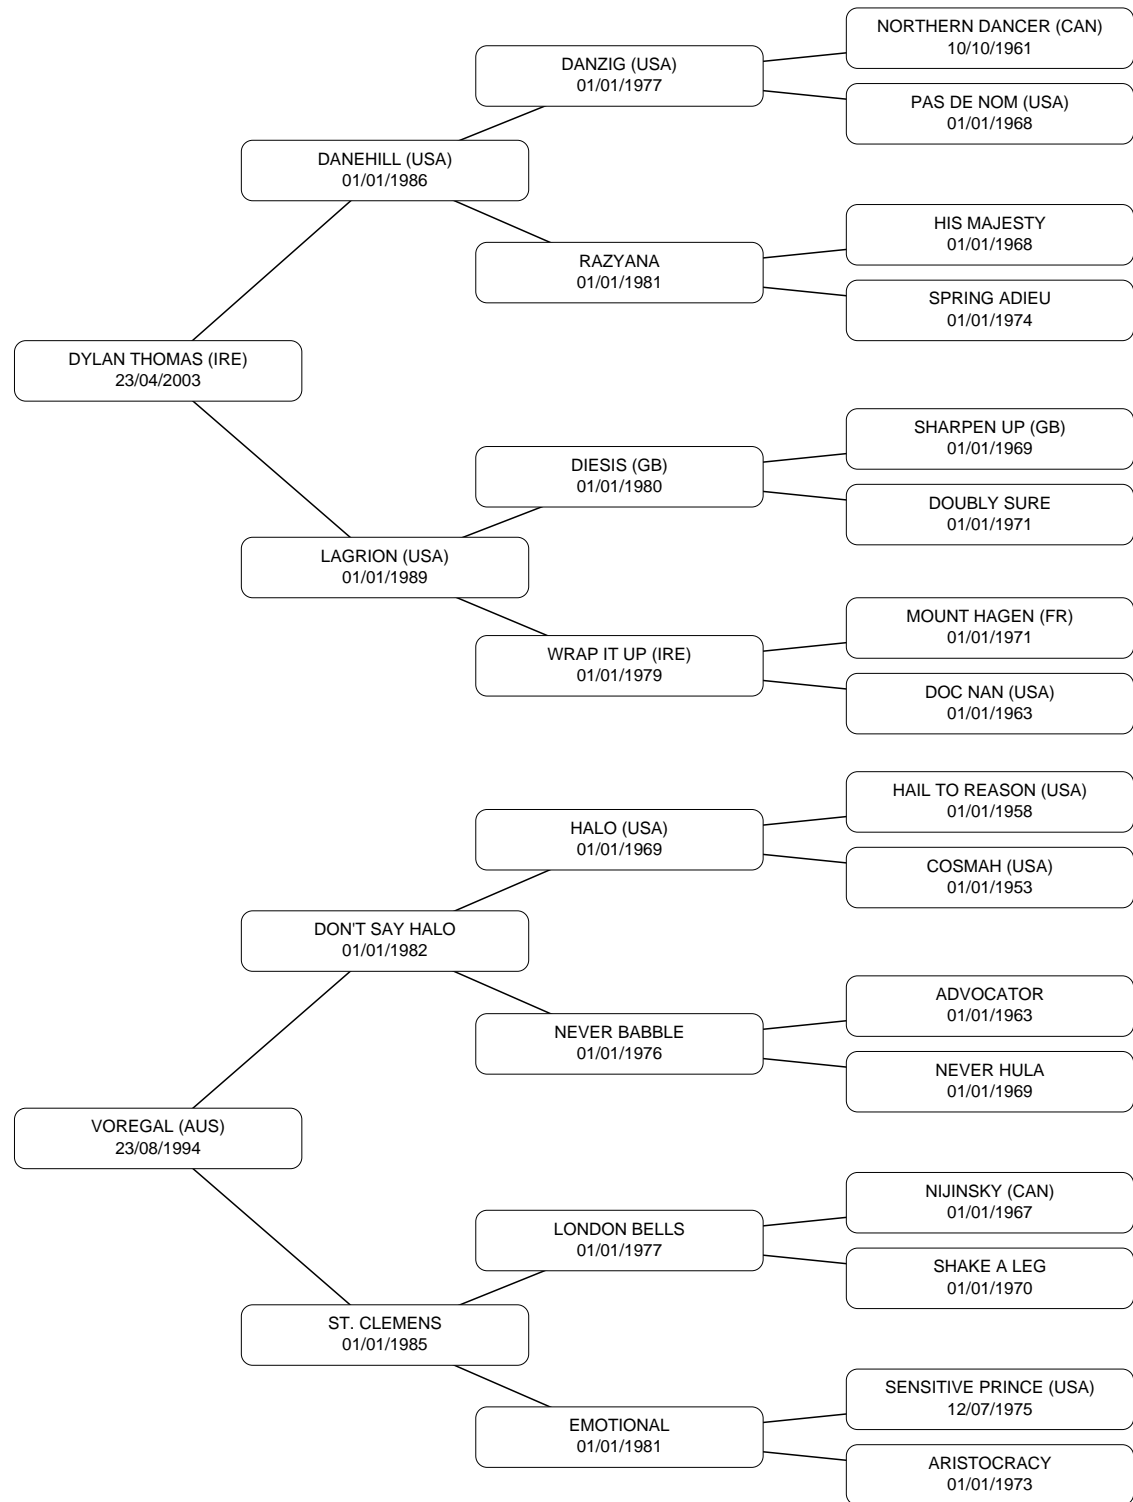 NORTHERN DANCER (CAN)
10/10/1961
DANZIG (USA)
01/01/1977
PAS DE NOM (USA)
01/01/1968
DANEHILL (USA)
01/01/1986
HIS MAJESTY
01/01/1968
RAZYANA
01/01/1981
SPRING ADIEU
01/01/1974
DYLAN THOMAS (IRE)
23/04/2003
SHARPEN UP (GB)
01/01/1969
DIESIS (GB)
01/01/1980
DOUBLY SURE
01/01/1971
LAGRION (USA)
01/01/1989
MOUNT HAGEN (FR)
01/01/1971
WRAP IT UP (IRE)
01/01/1979
DOC NAN (USA)
01/01/1963
HAIL TO REASON (USA)
01/01/1958
HALO (USA)
01/01/1969
COSMAH (USA)
01/01/1953
DON'T SAY HALO
01/01/1982
ADVOCATOR
01/01/1963
NEVER BABBLE
01/01/1976
NEVER HULA
01/01/1969
VOREGAL (AUS)
23/08/1994
NIJINSKY (CAN)
01/01/1967
LONDON BELLS
01/01/1977
SHAKE A LEG
01/01/1970
ST. CLEMENS
01/01/1985
SENSITIVE PRINCE (USA)
12/07/1975
EMOTIONAL
01/01/1981
ARISTOCRACY
01/01/1973